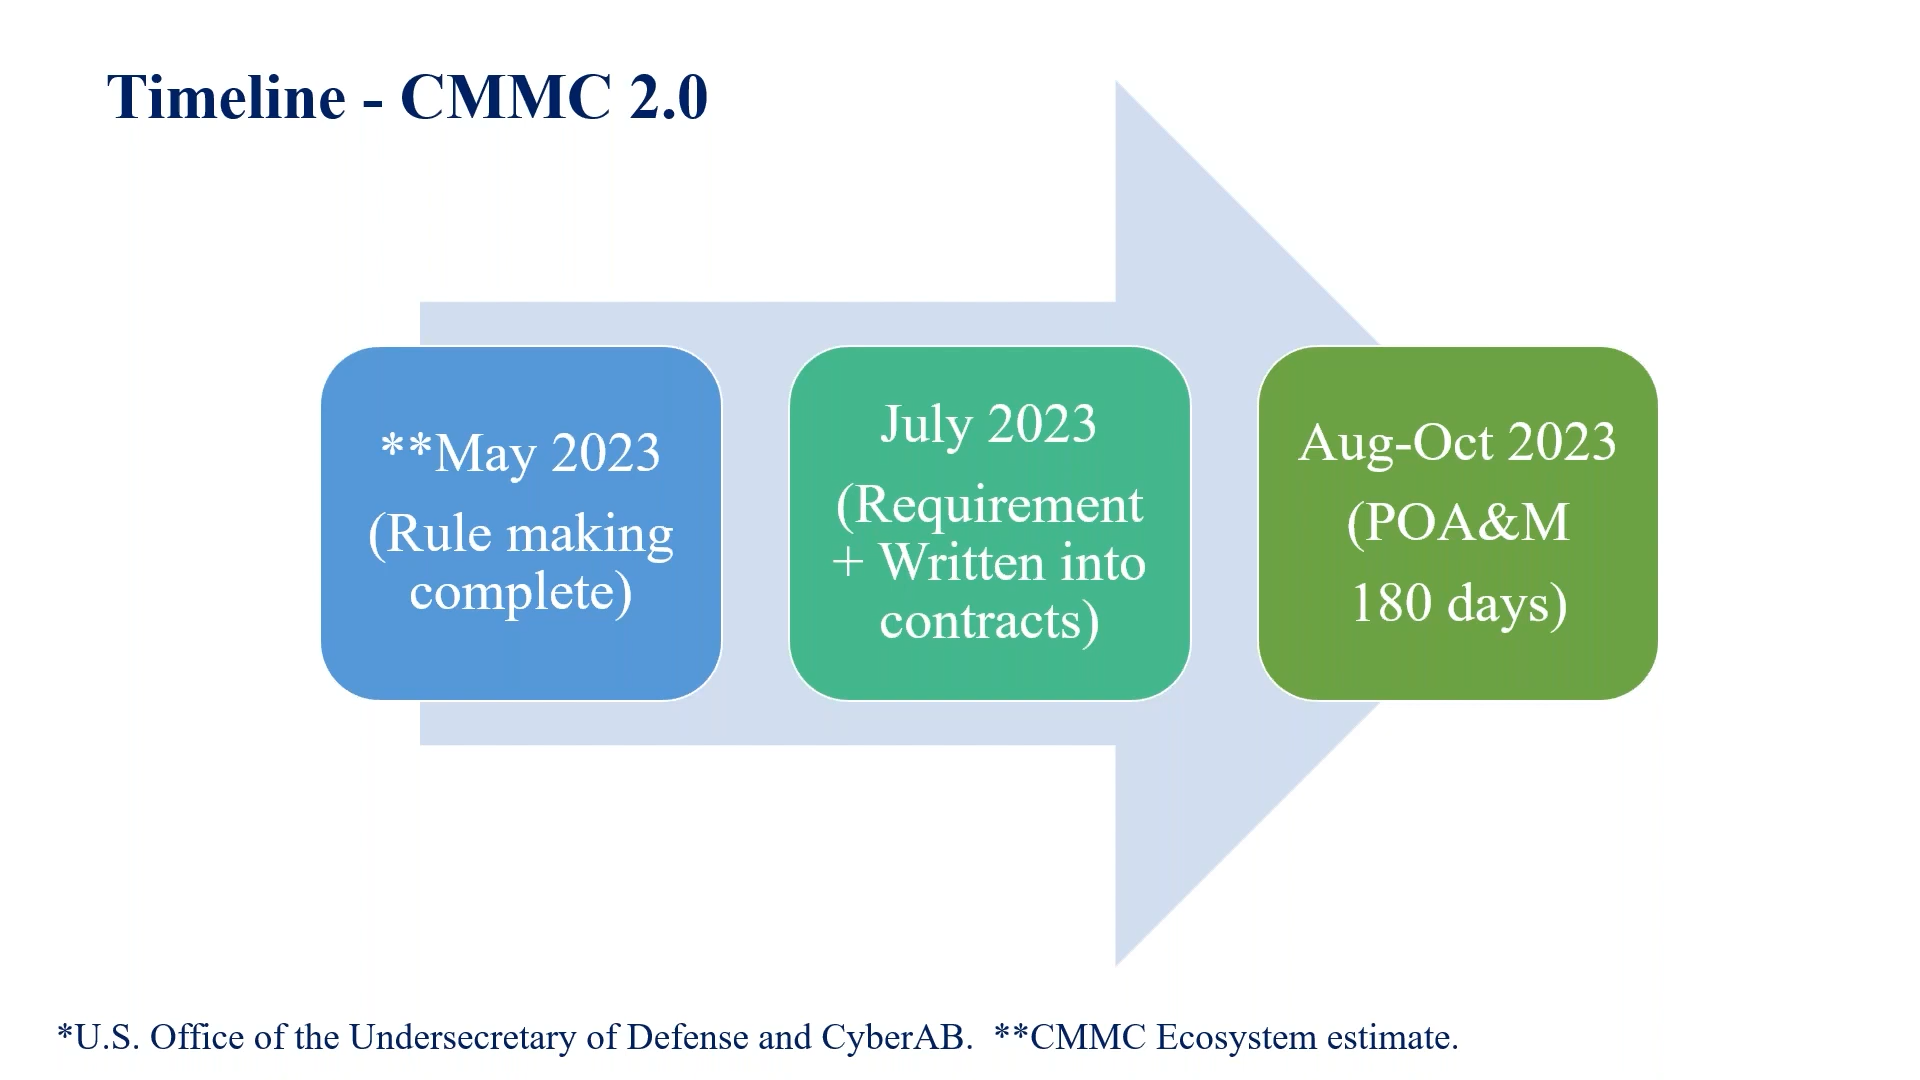 Timeline - CMMC 2.0
**May 2023
(Rule making
complete)
July 2023
(Requirement
+ Written into
contracts)
Aug-Oct 2023
(POA&M
180 days)
*U.S. Office of the Undersecretary of Defense and CyberAB.  **CMMC Ecosystem estimate.